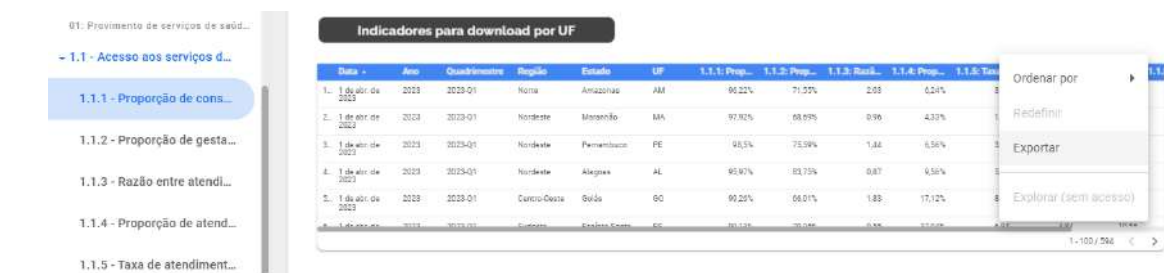 01: Provimento de serviços de saúd...
1.1 - Acesso aos serviços d...
1.1.1 - Proporção de cons...
1.1.2 - Proporção de gesta...
1.1.3 - Razão entre atendi...
1.1.4 - Proporção de atend...
1.1.5 - Taxa de atendiment...
Indicadores para download por UF
Data Ano Quadrimestre Região Estado UF 1.1.1: Prop... 1.1.2: Prop... 1.1.3: Razã... 1.1.4: Prop... 1.1.5: Tax
1.. 1 de abr. de 2023 2023-Q1 Norte Amazonas AM 96,22% 71,55% 2,03 6,24%
2023
2.. 1 de abr. de 2023 2023-Q1 Nordeste Maranhão MA 97,92% 68,69% 0,96 4,33%
2023
3.. 1 de abr. de 2023 2023-Q1 Nordeste Pernambuco PE 98,5% 75,59% 1,44 6,56%
2023
4.. 1 de abr. de 2023 2023-Q1 Nordeste Alagoas AL 95,97% 83,75% 0,87 9,56%
2023
5.. 1 de abr. de 2023 2023-Q1 Centro-Oeste Goiás GO 99,26% 66,01% 1,83 17,12%
2023
Ordenar por
Redefinir
Exportar
Explorar (sem acesso)
1-100 / 594